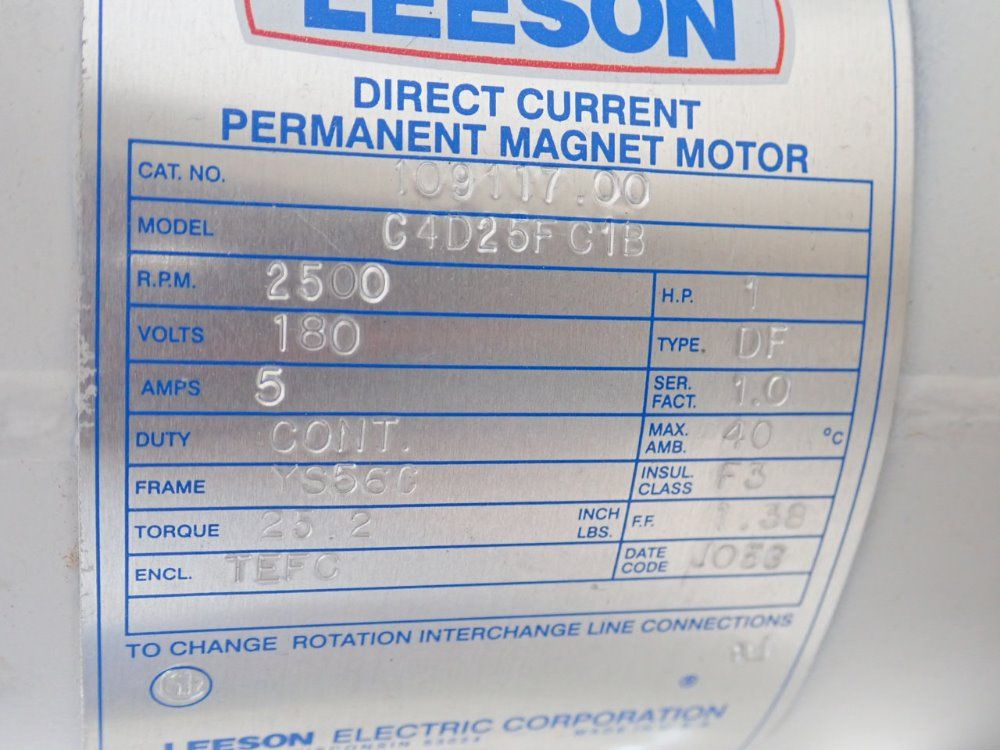 LEESON
DIRECT CURRENT
PERMANENT MAGNET MOTOR
CAT. NO. 109117.00
MODEL C4D25FC1B
R.P.M. 2500 H.P. 1
VOLTS 180 TYPE. DF
AMPS 5 SER. FACT. 1.0
DUTY CONT. MAX. AMB. 40 °C
FRAME YS56C INSUL. CLASS F3
TORQUE 25.2 INCH LBS. F.F. 1.38
ENCL. TEFC DATE CODE
TO CHANGE ROTATION INTERCHANGE LINE CONNECTIONS
®
LEESON ELECTRIC CORPORATION